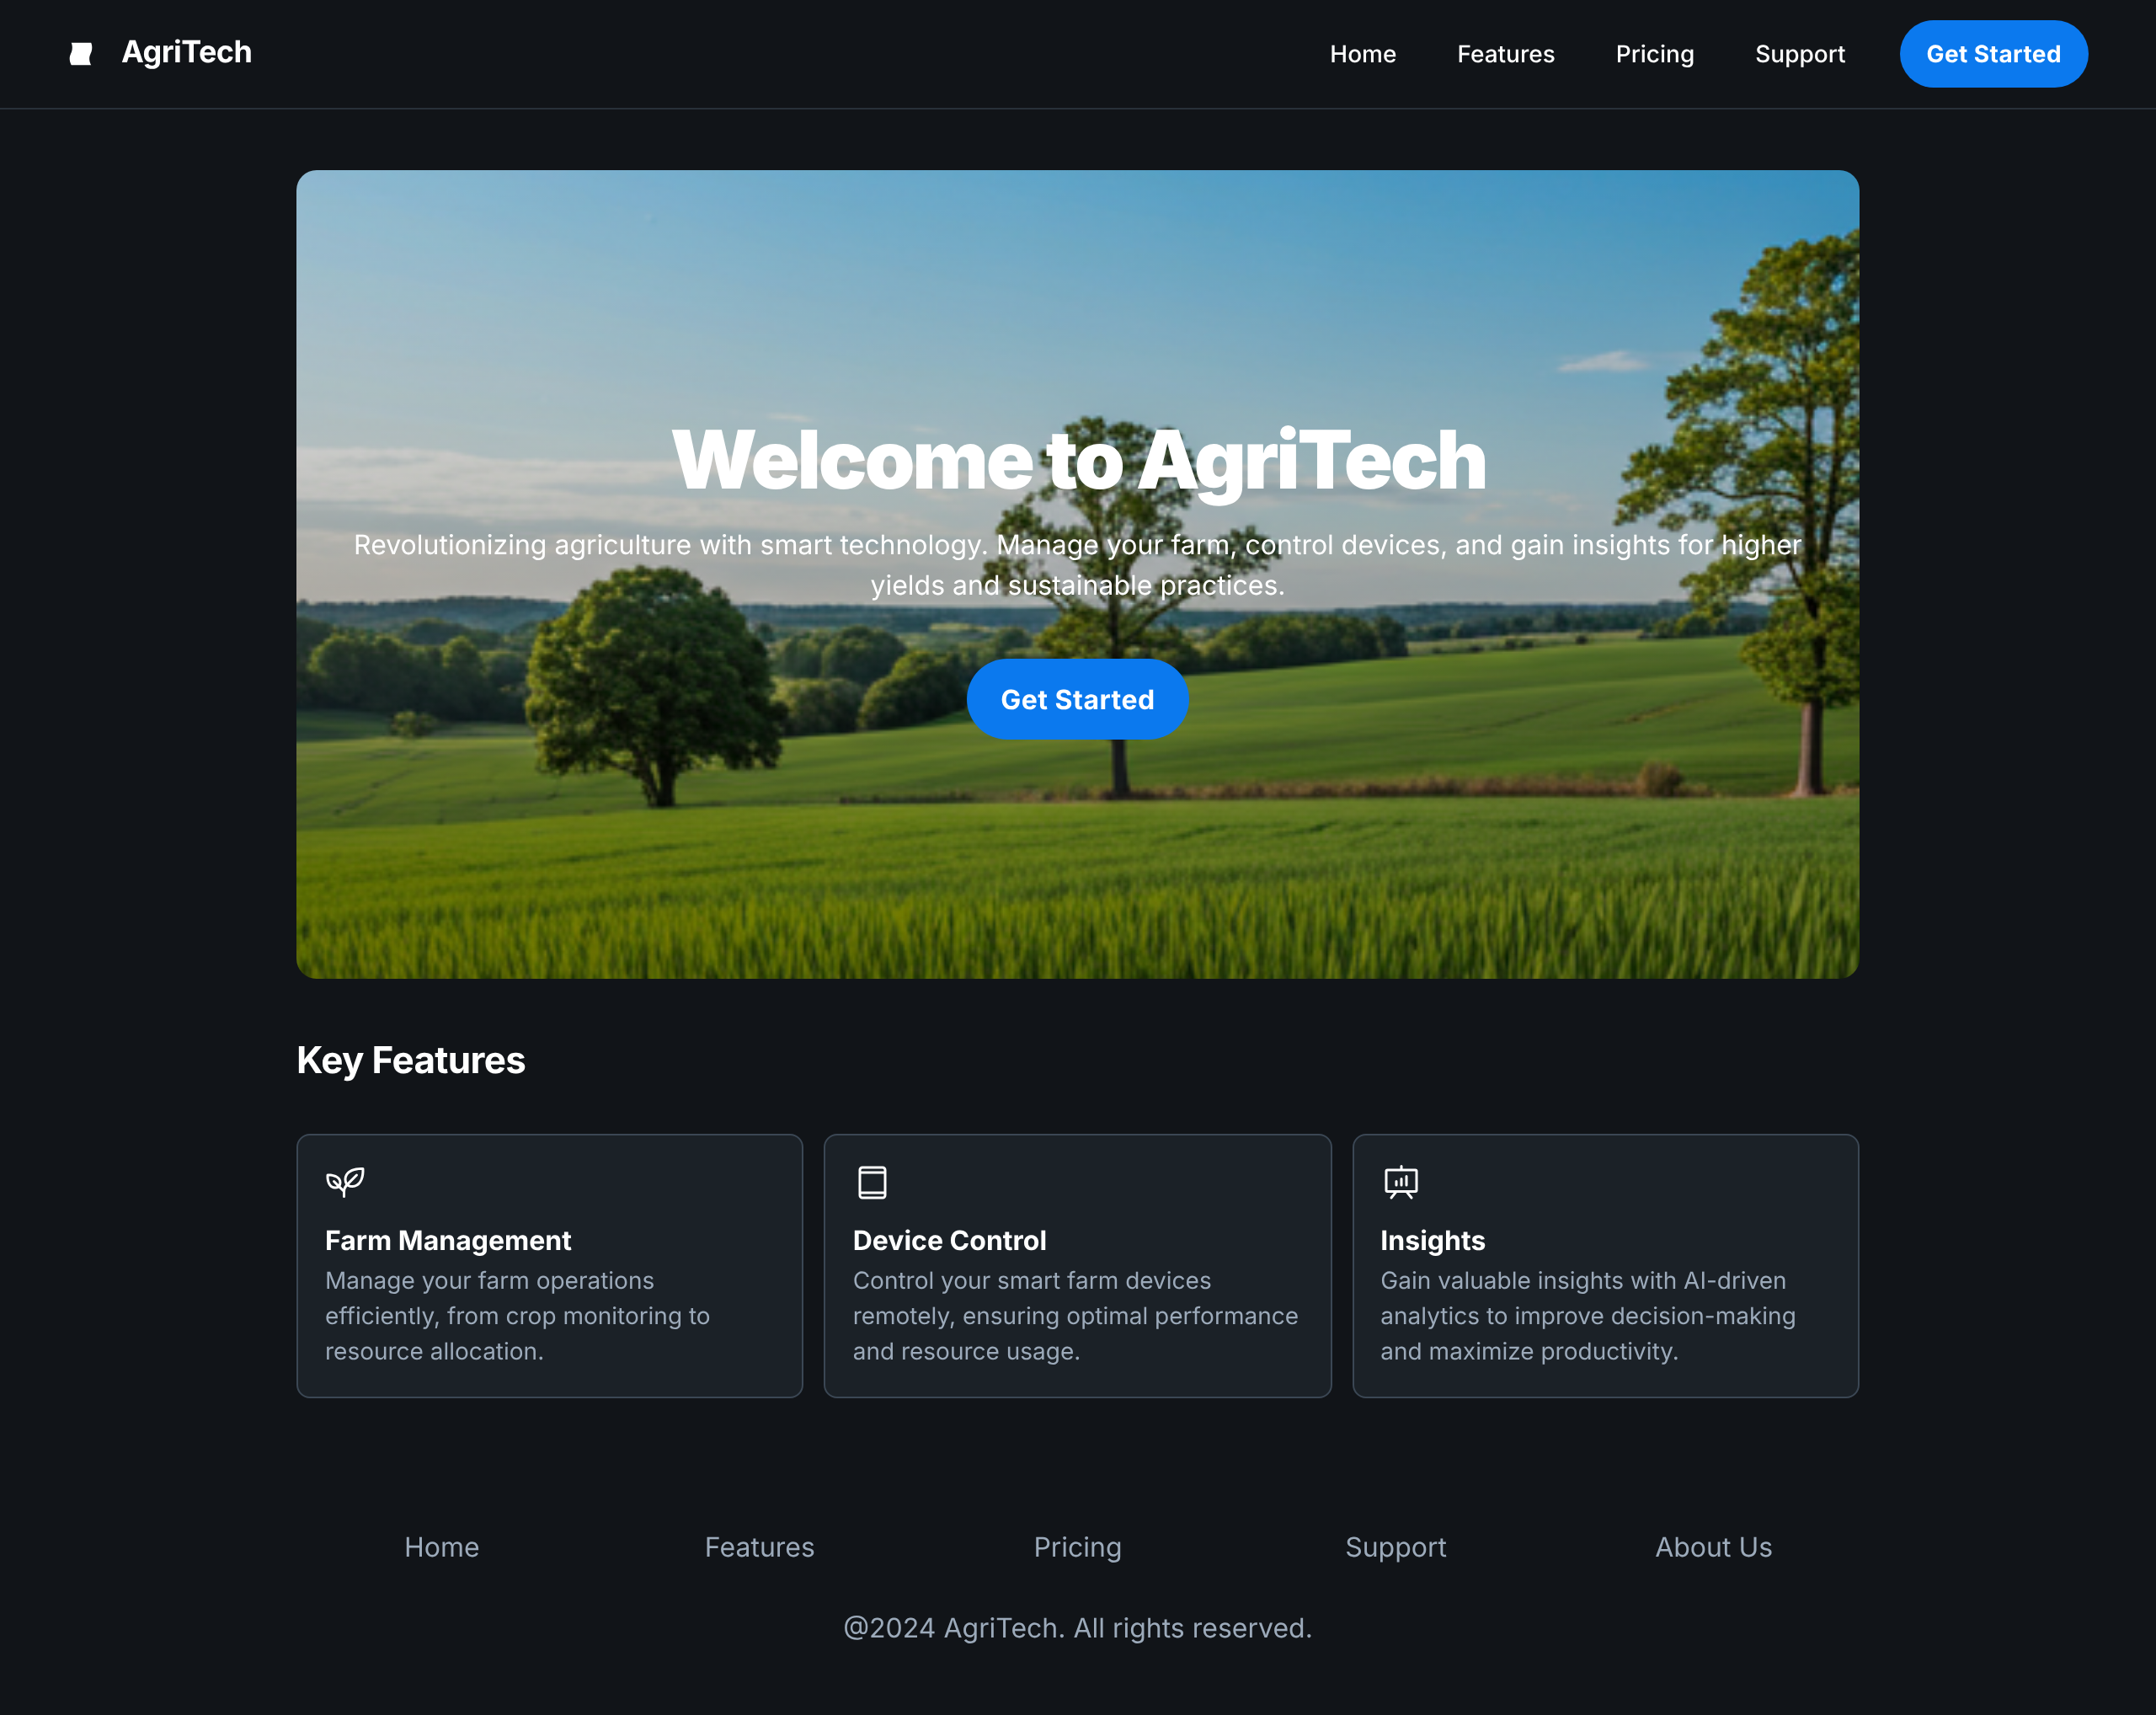 AgriTech
Home
Features
Pricing
Support
Get Started
Welcome to AgriTech
Revolutionizing agriculture with smart technology. Manage your farm, control devices, and gain insights for higher
yields and sustainable practices.
Get Started
Key Features
Farm Management
Manage your farm operations
efficiently, from crop monitoring to
resource allocation.
Device Control
Control your smart farm devices
remotely, ensuring optimal performance
and resource usage.
Insights
Gain valuable insights with AI-driven
analytics to improve decision-making
and maximize productivity.
Home
Features
Pricing
Support
About Us
@2024 AgriTech. All rights reserved.